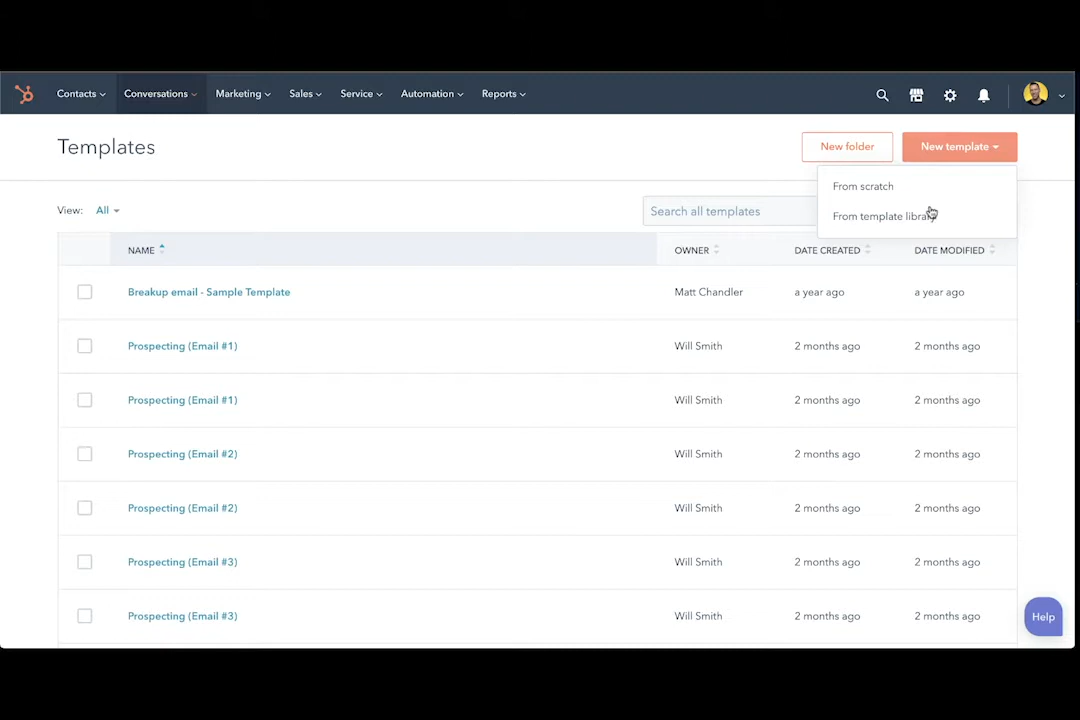 Contacts Conversations Marketing Sales Service Automation Reports
Templates
New folder New template
From scratch
From template library
View: All
Search all templates
NAME OWNER DATE CREATED DATE MODIFIED
Breakup email - Sample Template Matt Chandler a year ago a year ago
Prospecting (Email #1) Will Smith 2 months ago 2 months ago
Prospecting (Email #1) Will Smith 2 months ago 2 months ago
Prospecting (Email #2) Will Smith 2 months ago 2 months ago
Prospecting (Email #2) Will Smith 2 months ago 2 months ago
Prospecting (Email #3) Will Smith 2 months ago 2 months ago
Prospecting (Email #3) Will Smith 2 months ago 2 months ago
Help